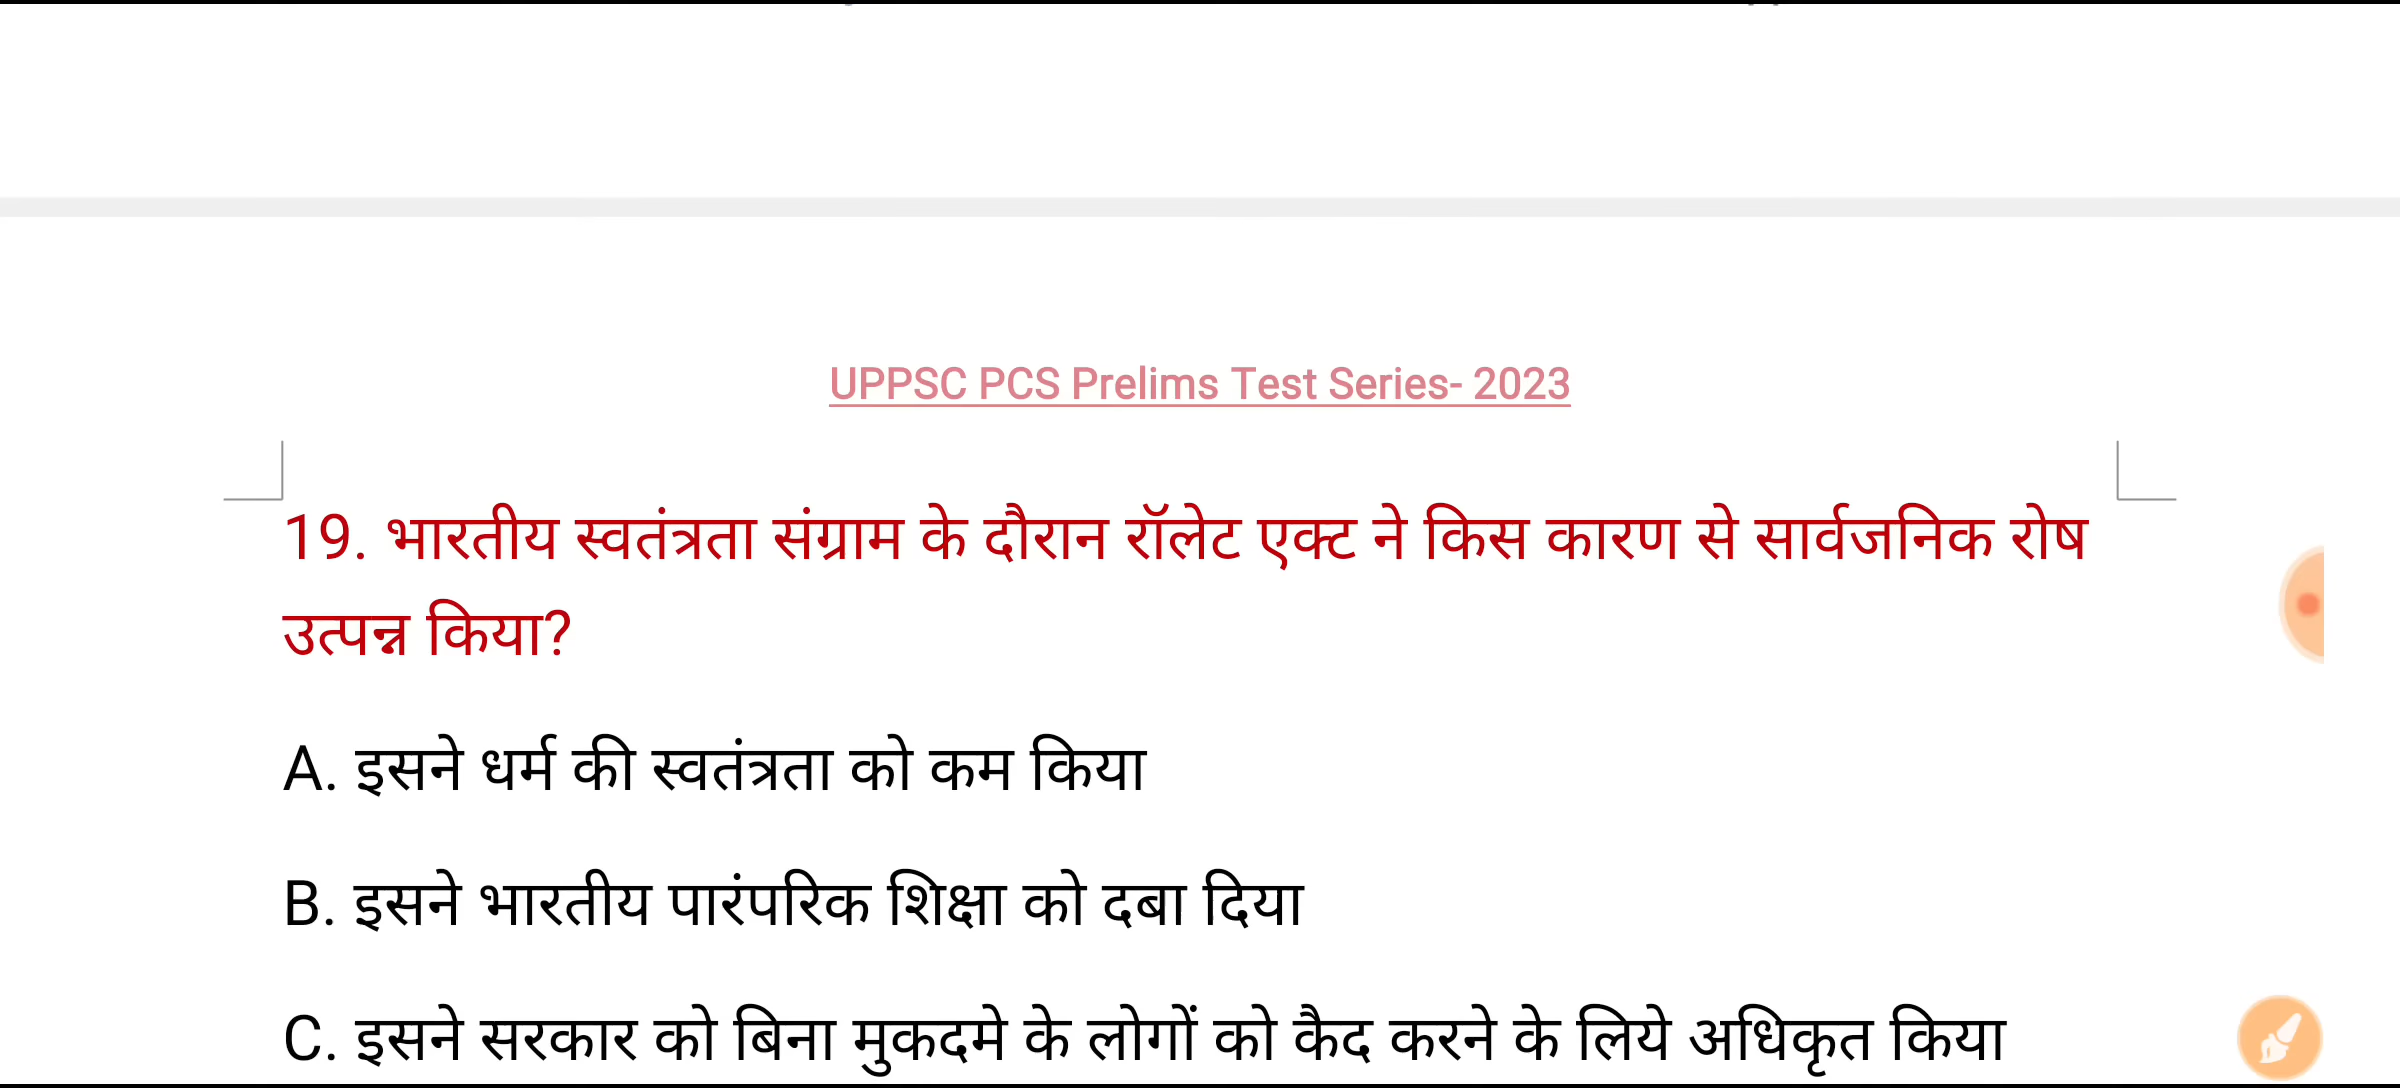 UPPSC PCS Prelims Test Series- 2023
19. भारतीय स्वतंत्रता संग्राम के दौरान रॉलेट एक्ट ने किस कारण से सार्वजनिक रोष
उत्पन्न किया?
A. इसने धर्म की स्वतंत्रता को कम किया
B. इसने भारतीय पारंपरिक शिक्षा को दबा दिया
C. इसने सरकार को बिना मुकदमे के लोगों को कैद करने के लिये अधिकृत किया